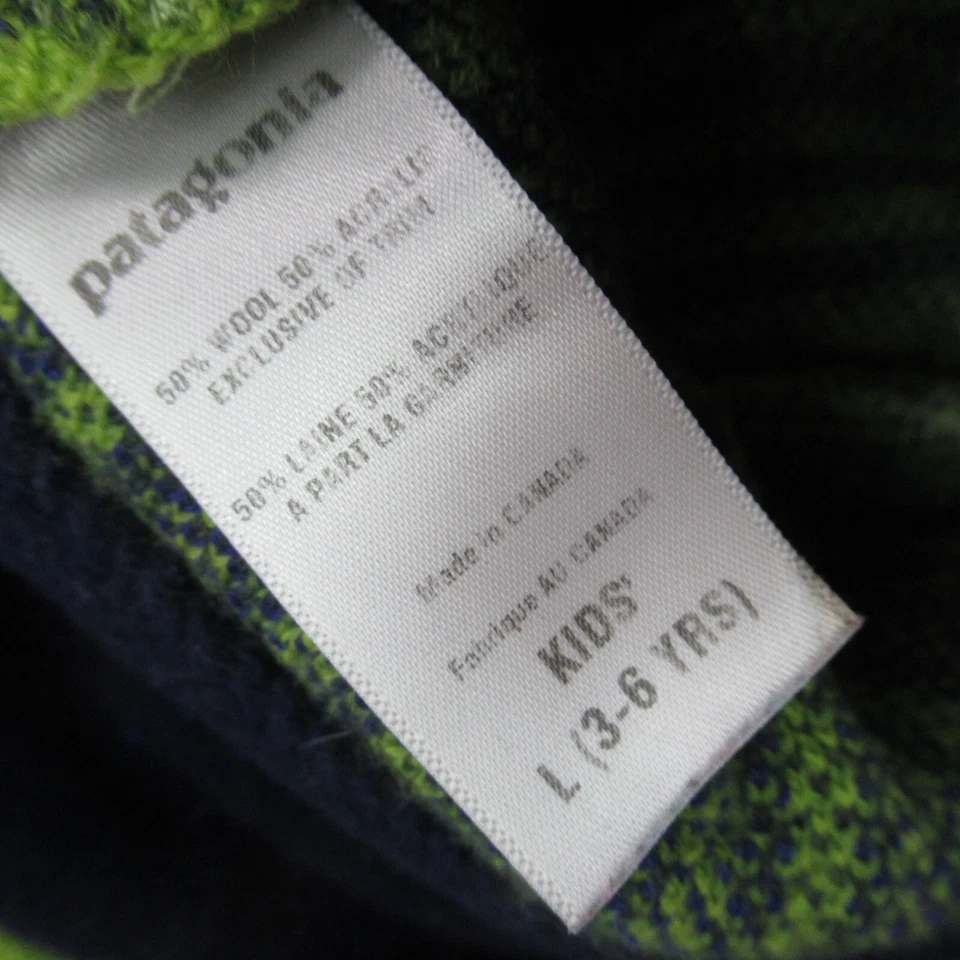 patagonia
50% WOOL 50% ACRYLIC
EXCLUSIVE OF TRIM
50% LAINE 50% ACRYLIQUE
A PART LA GARNITURE
Made in CANADA
Fabrique AU CANADA
KIDS'
L (3-6 YRS)